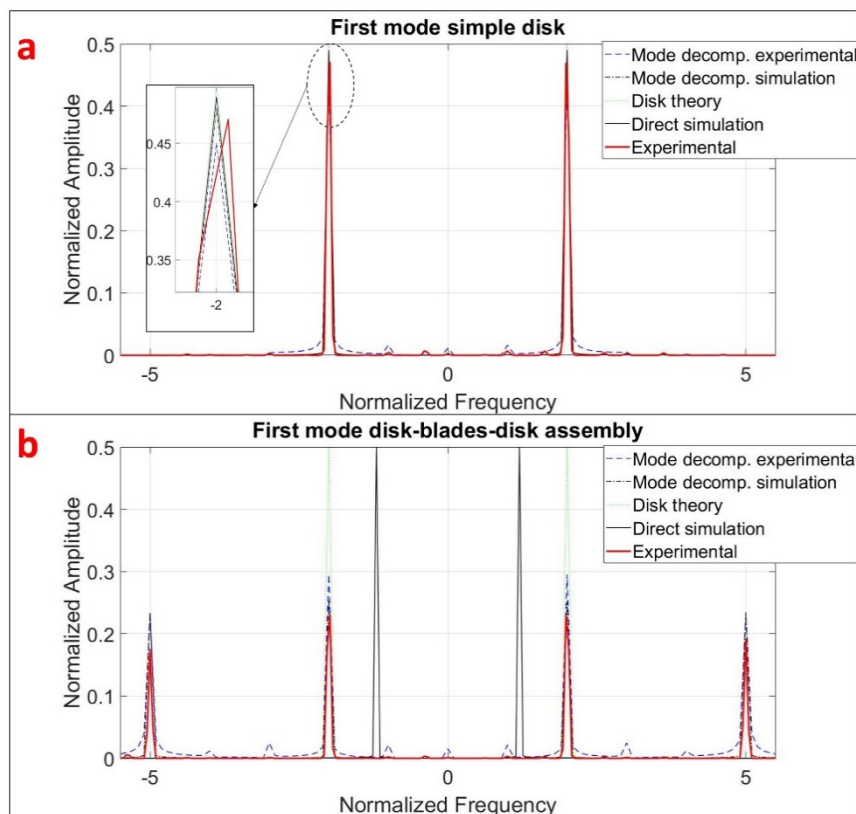 a
First mode simple disk
0.5
0.4
0.3
0.2
0.1
0
Normalized Amplitude
0.45
0.4
0.35
-2
Mode decomp. experimental
Mode decomp. simulation
Disk theory
Direct simulation
Experimental
-5
0
5
Normalized Frequency
b
First mode disk-blades-disk assembly
0.5
0.4
0.3
0.2
0.1
0
Normalized Amplitude
Mode decomp. experimental
Mode decomp. simulation
Disk theory
Direct simulation
Experimental
-5
0
5
Normalized Frequency